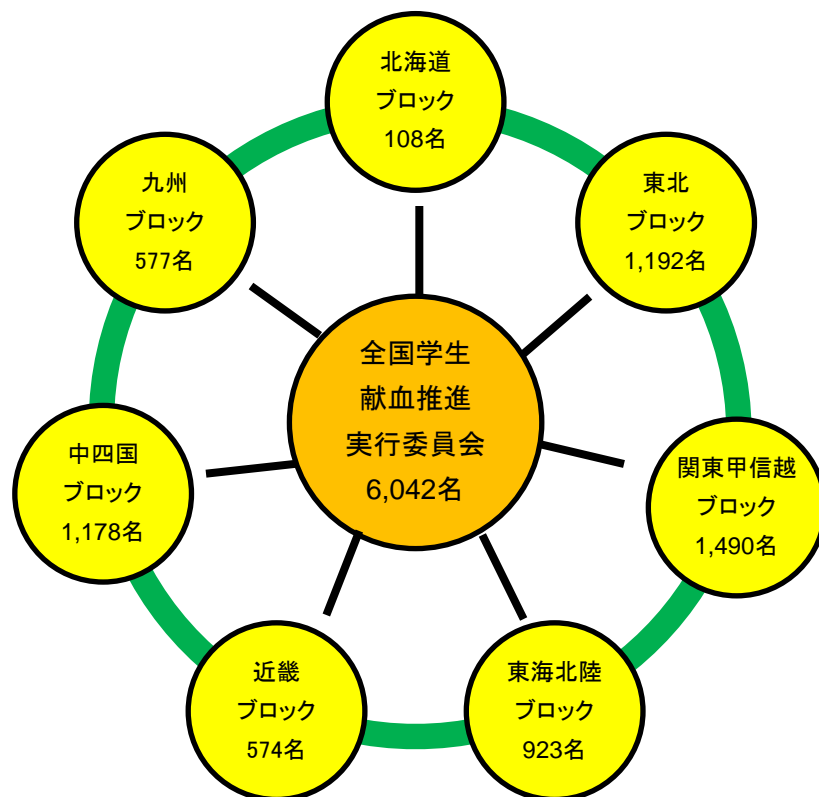 北海道
ブロック
108名
東北
ブロック
1,192名
関東甲信越
ブロック
1,490名
東海北陸
ブロック
923名
近畿
ブロック
574名
中四国
ブロック
1,178名
九州
ブロック
577名
全国学生
献血推進
実行委員会
6,042名